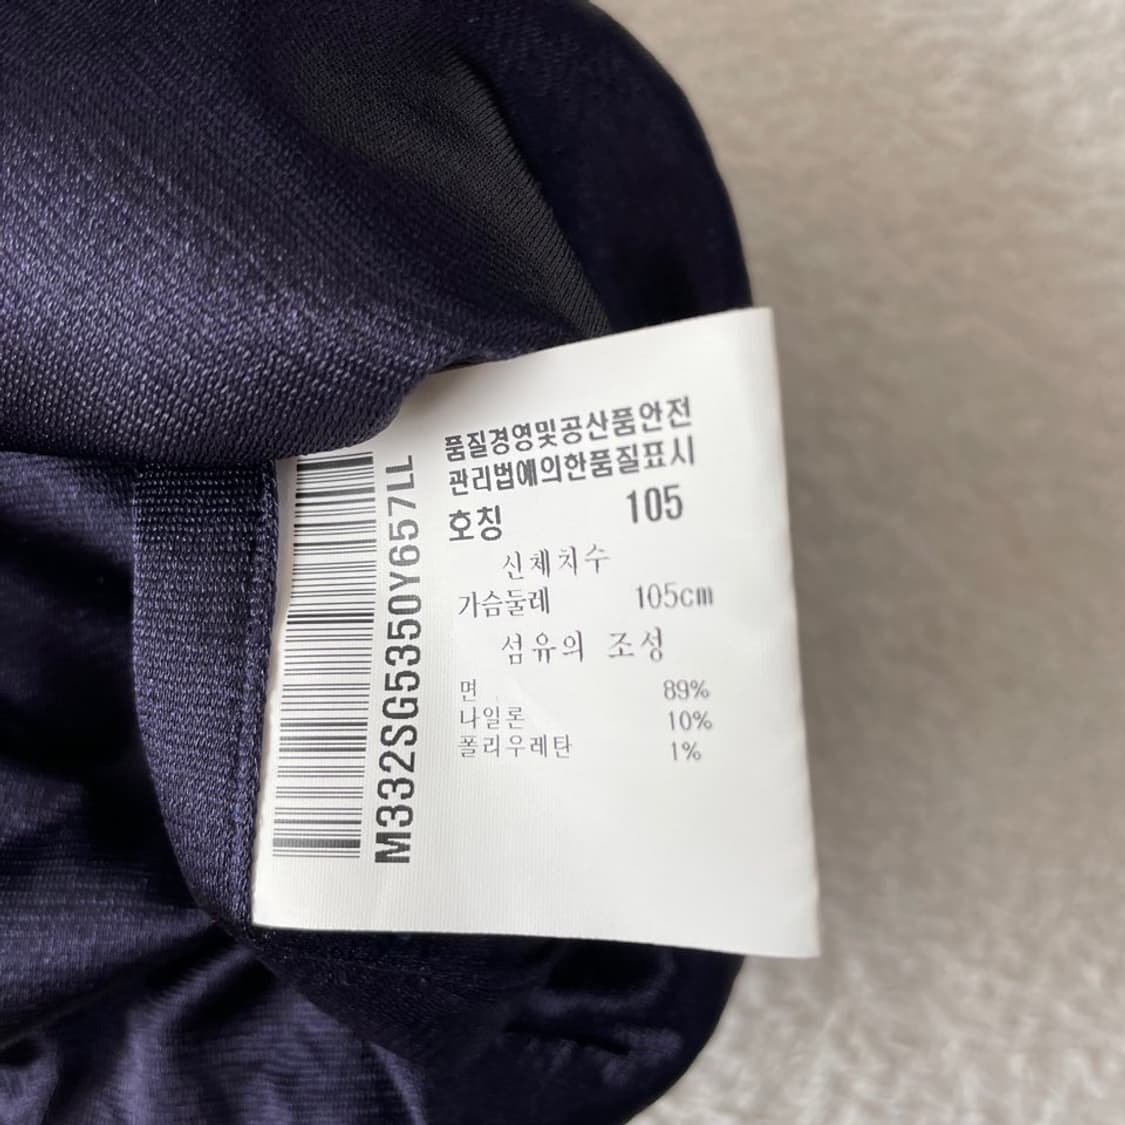 품질경영및공산품안전
관리법에의한품질표시
호칭 105
신체치수
가슴둘레 105cm
섬유의 조성
면 89%
나일론 10%
폴리우레탄 1%
M332SG5350Y657LL